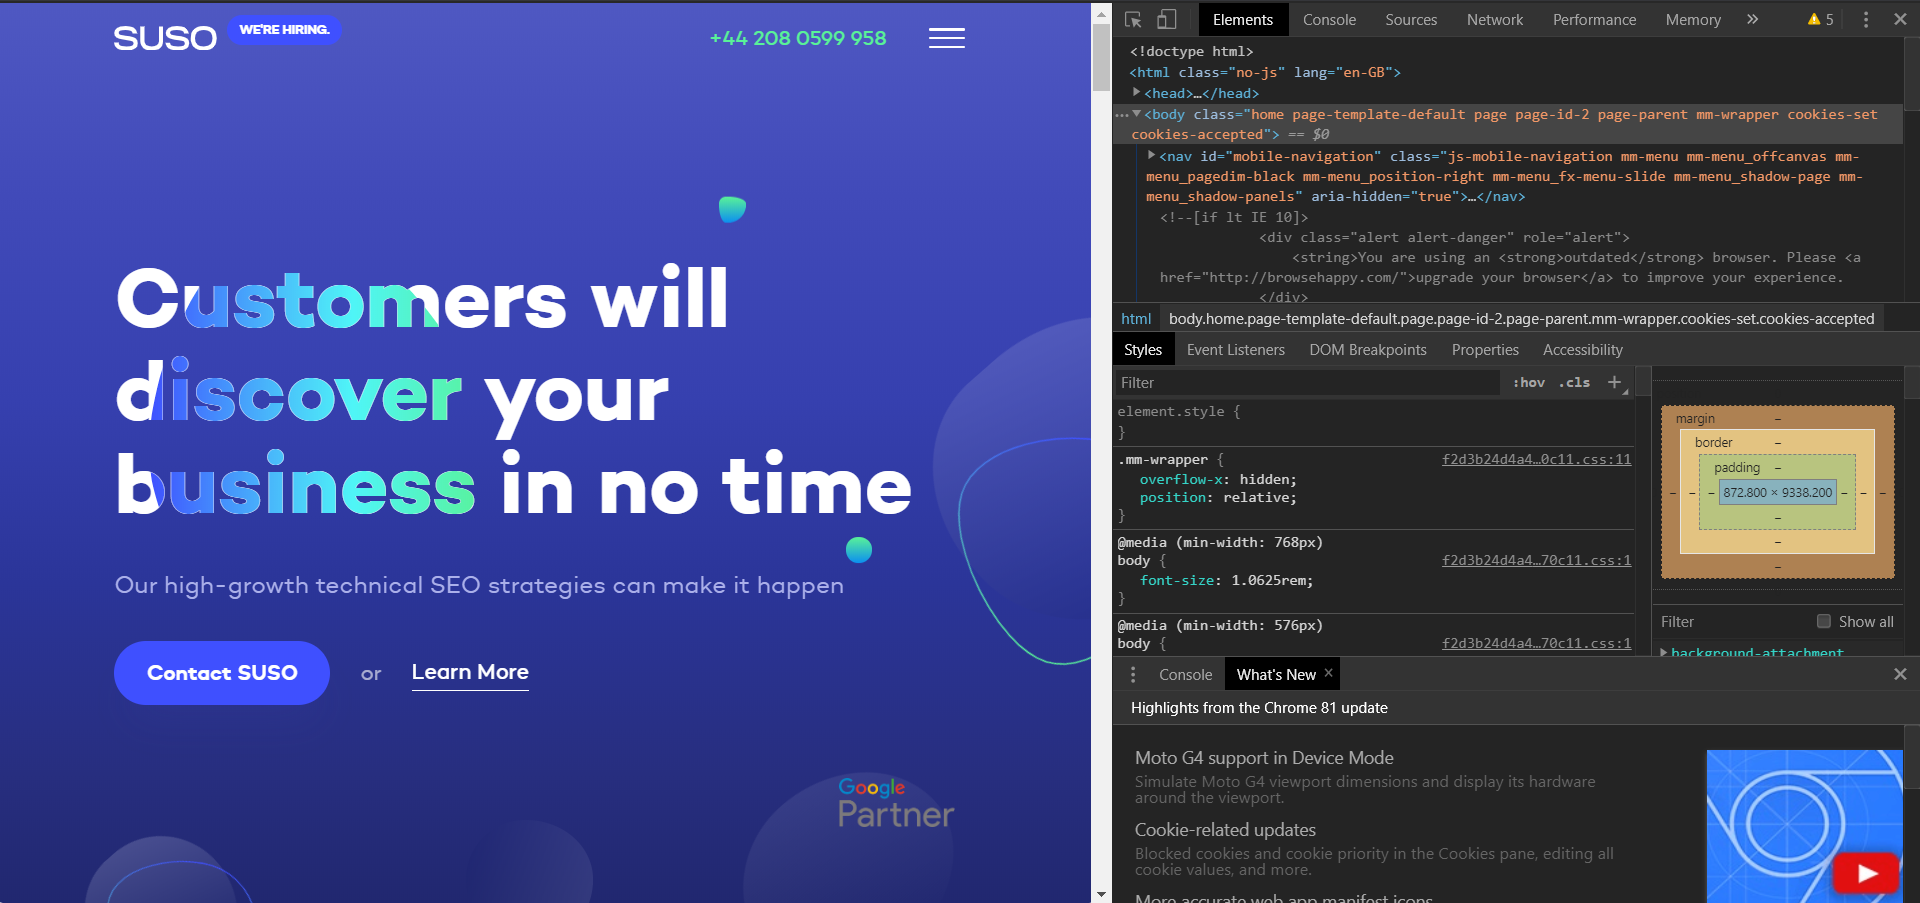 SUSO
WE'RE HIRING.
+44 208 0599 958
Customers will
discover your
business in no time
Our high-growth technical SEO strategies can make it happen
Contact SUSO
or
Learn More
Google
Partner
Elements
Console
Sources
Network
Performance
Memory
»
5
<!doctype html>
<html class="no-js" lang="en-GB">
<head>…</head>
<body class="home page-template-default page page-id-2 page-parent mm-wrapper cookies-set
cookies-accepted"> == $0
<nav id="mobile-navigation" class="js-mobile-navigation mm-menu mm-menu_offcanvas mm-
menu_pagedim-black mm-menu_position-right mm-menu_fx-menu-slide mm-menu_shadow-page mm-
menu_shadow-panels" aria-hidden="true">…</nav>
<!--[if lt IE 10]>
<div class="alert alert-danger" role="alert">
<string>You are using an <strong>outdated</strong> browser. Please <a
href="http://browsehappy.com/">upgrade your browser</a> to improve your experience.
</div>
html
body.home.page-template-default.page.page-id-2.page-parent.mm-wrapper.cookies-set.cookies-accepted
Styles
Event Listeners
DOM Breakpoints
Properties
Accessibility
Filter
:hov
.cls
+
element.style {
}
.mm-wrapper {
f2d3b24d4a4…0c11.css:11
overflow-x: hidden;
position: relative;
}
@media (min-width: 768px)
body {
f2d3b24d4a4…70c11.css:1
font-size: 1.0625rem;
}
@media (min-width: 576px)
body {
f2d3b24d4a4…70c11.css:1
margin
–
border
–
padding
–
– – – 872.800 × 9338.200 – – –
–
–
–
Filter
Show all
background-attachment
Console
What's New
Highlights from the Chrome 81 update
Moto G4 support in Device Mode
Simulate Moto G4 viewport dimensions and display its hardware
around the viewport.
Cookie-related updates
Blocked cookies and cookie priority in the Cookies pane, editing all
cookie values, and more.
More accurate web app manifest icons